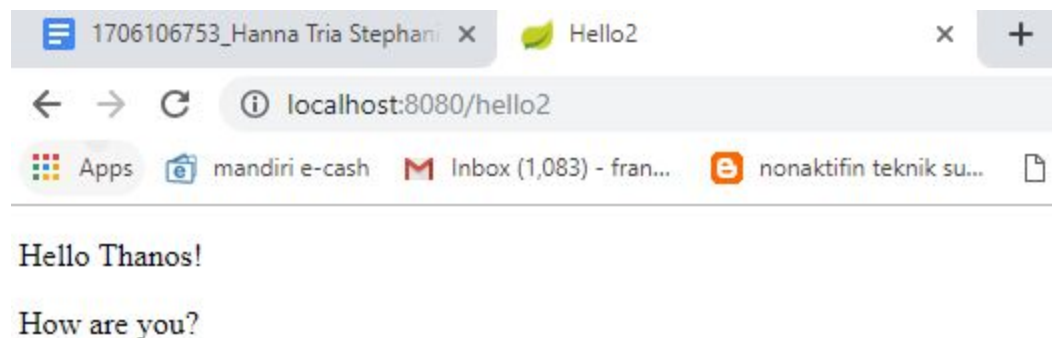 1706106753_Hanna Tria Stephani Hello2
localhost:8080/hello2
Apps mandiri e-cash Inbox (1,083) - fran... nonaktifin teknik su...
Hello Thanos!
How are you?